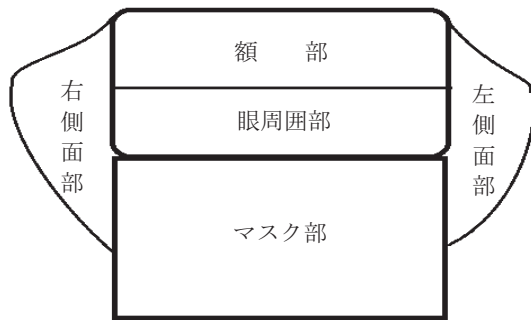 額　　部
眼周囲部
右側面部
左側面部
マスク部